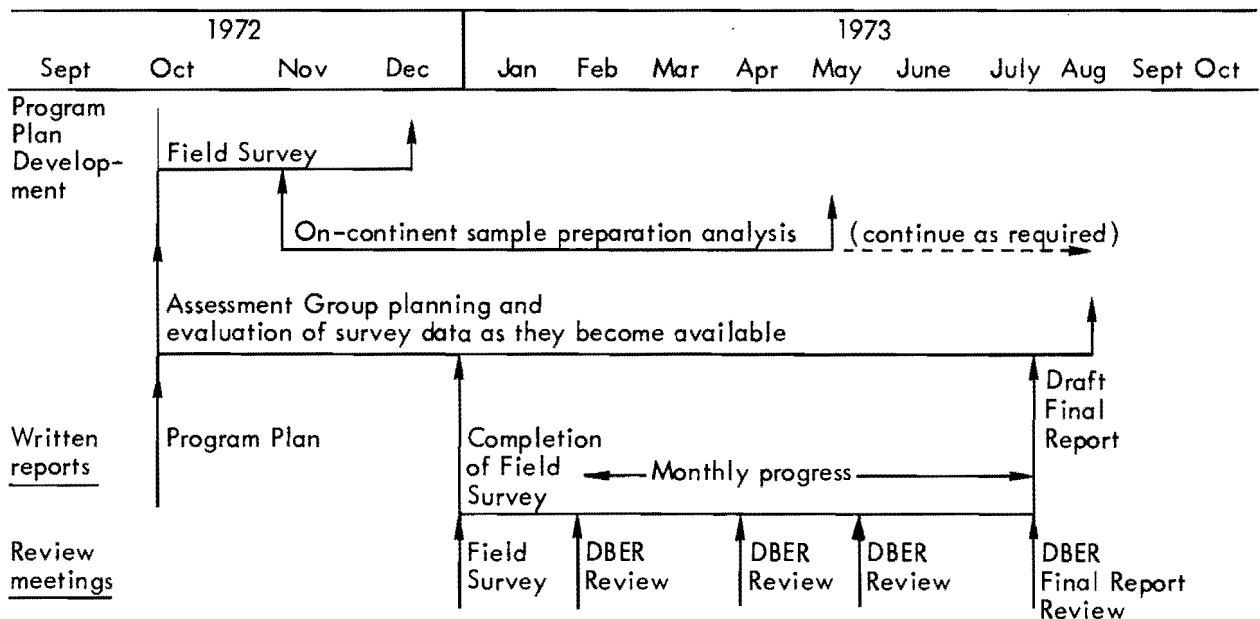 1972 1973
Sept Oct Nov Dec Jan Feb Mar Apr May June July Aug Sept Oct
Program
Plan
Develop-
ment
Field Survey
On-continent sample preparation analysis (continue as required)
Assessment Group planning and
evaluation of survey data as they become available
Draft
Final
Report
Written
reports
Program Plan
Completion
of Field
Survey
Monthly progress
Review
meetings
Field
Survey
DBER
Review
DBER
Review
DBER
Review
DBER
Final Report
Review